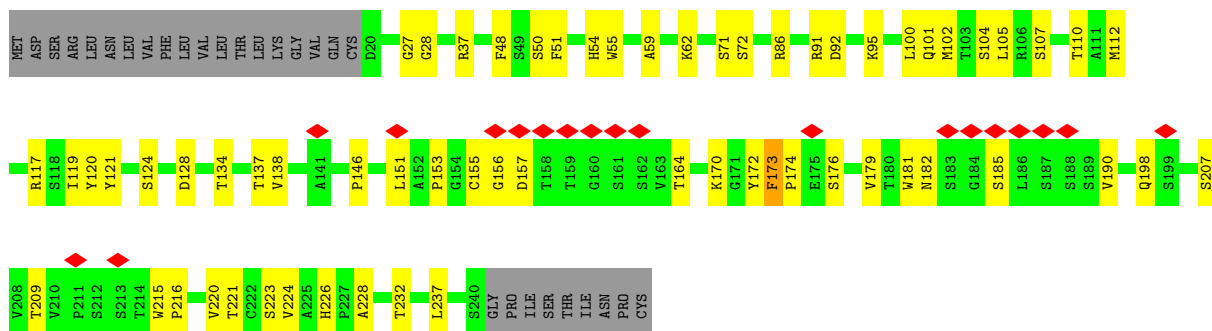 MET ASP SER ARG LEU ASN LEU VAL PHE LEU VAL LEU THR LEU LYS GLY VAL GLN CYS D20 G27 G28 R37 F48 S49 S50 F51 H54 W55 A59 K62 S71 S72 R86 R91 D92 K95 L100 Q101 M102 T103 S104 L105 R106 S107 T110 A111 M112
R117 S118 I119 Y120 Y121 S124 D128 T134 T137 V138 A141 P146 L151 A152 P153 G154 C155 G156 D157 T158 T159 G160 S161 S162 V163 T164 K170 G171 Y172 F173 P174 E175 S176 V179 T180 W181 N182 S183 G184 S185 L186 S187 S188 S189 V190 Q198 S199 S207
V208 T209 V210 P211 S212 S213 T214 W215 P216 V220 T221 C222 S223 V224 A225 H226 P227 A228 T232 L237 S240 GLY PRO ILE SER THR ILE ASN PRO CYS